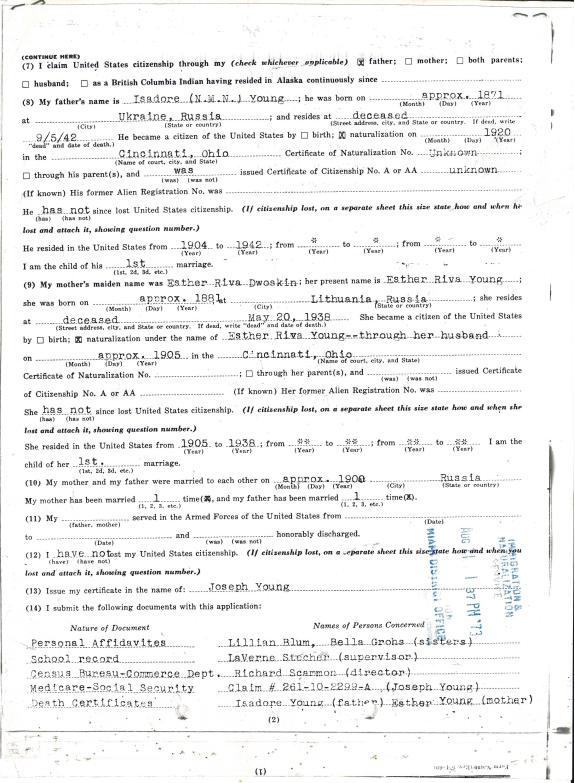 (CONTINUE HERE)
(7) I claim United States citizenship through my (check whichever applicable) ☒ father; ☐ mother; ☐ both parents;
☐ husband; ☐ as a British Columbia Indian having resided in Alaska continuously since
(8) My father's name is Isadore (N.M.N.) Young; he was born on approx. 1871
(Month) (Day) (Year)
at Ukraine, Russia; and resides at deceased
(City) (State or country) (Street address, city, State or country. If dead, write
9/5/42 He became a citizen of the United States by ☐ birth; ☒ naturalization on 1920
"dead" and date of death.) (Month) (Day) (Year)
in the Cincinnati, Ohio Certificate of Naturalization No. Unknown;
(Name of court, city, and State)
☐ through his parent(s), and was issued Certificate of Citizenship No. A or AA unknown
(was) (was not)
(If known) His former Alien Registration No. was
He has not since lost United States citizenship. (If citizenship lost, on a separate sheet this size state how and when he
(has) (has not)
lost and attach it, showing question number.)
He resided in the United States from 1904 to 1942; from * to *; from * to *
(Year) (Year) (Year) (Year) (Year) (Year)
I am the child of his 1st marriage.
(1st, 2d, 3d, etc.)
(9) My mother's maiden name was Esther Riva Dwoskin; her present name is Esther Riva Young;
she was born on approx. 1881 at Lithuania, Russia; she resides
(Month) (Day) (Year) (City) (State or country)
at deceased May 20, 1938 She became a citizen of the United States
(Street address, city, State or country. If dead, write "dead" and date of death.)
by ☐ birth; ☒ naturalization under the name of Esther Riva Young--through her husband
on approx. 1905 in the Cincinnati, Ohio
(Month) (Day) (Year) (Name of court, city, and State)
Certificate of Naturalization No. ; ☐ through her parent(s), and issued Certificate
(was) (was not)
of Citizenship No. A or AA (If known) Her former Alien Registration No. was
She has not since lost United States citizenship. (If citizenship lost, on a separate sheet this size state how and when she
(has) (has not)
lost and attach it, showing question number.)
She resided in the United States from 1905 to 1938; from ** to **; from ** to ** I am the
(Year) (Year) (Year) (Year) (Year) (Year)
child of her 1st. marriage.
(1st, 2d, 3d, etc.)
(10) My mother and my father were married to each other on approx. 1900 Russia
(Month) (Day) (Year) (City) (State or country)
My mother has been married 1 time(X), and my father has been married 1 time(X).
(1, 2, 3, etc.) (1, 2, 3, etc.)
(11) My served in the Armed Forces of the United States from
(father, mother) (Date)
to and honorably discharged.
(Date) (was) (was not)
(12) I have not lost my United States citizenship. (If citizenship lost, on a separate sheet this size state how and when you
(have) (have not)
lost and attach it, showing question number.)
(13) Issue my certificate in the name of: Joseph Young
(14) I submit the following documents with this application:
IMMIGRATION &
NATURALIZATION
SERVICE
AUG 1 1 37 PM '73
MIAMI DISTRICT OFFICE
Nature of Document Names of Persons Concerned
Personal Affidavites Lillian Blum, Bella Grohs (sisters)
School record LaVerne Stecher (supervisor)
Census Bureau-Commerce Dept. Richard Scammon (director)
Medicare-Social Security Claim # 261-10-2299-A (Joseph Young)
Death Certificates Isadore Young (father) Esther Young (mother)
(2)
(1)